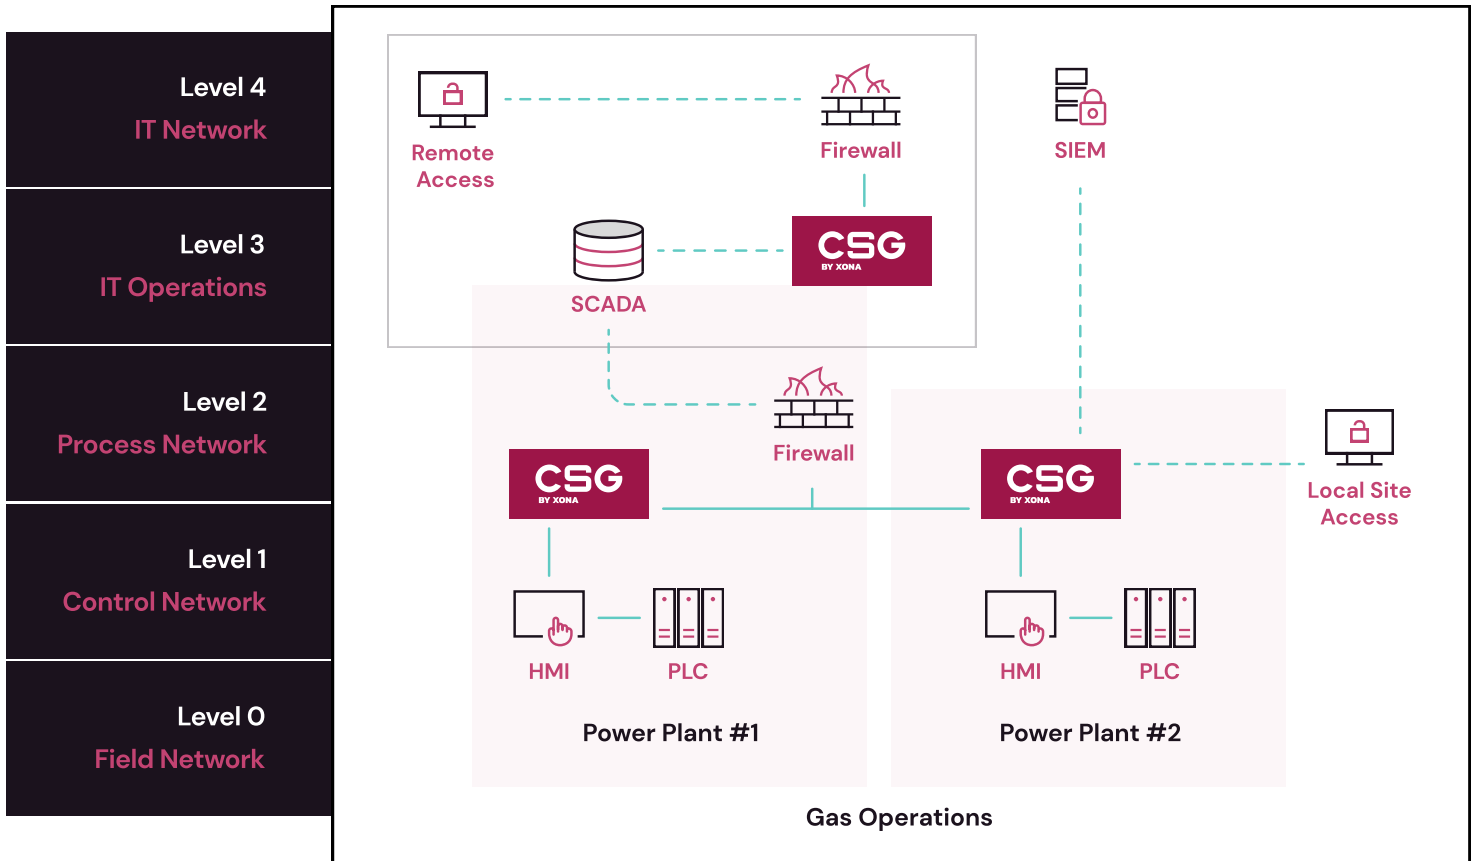 Level 4
IT Network
Level 3
IT Operations
Level 2
Process Network
Level 1
Control Network
Level 0
Field Network
Remote
Access
Firewall
SIEM
SCADA
CSG
BY XONA
Firewall
CSG
BY XONA
CSG
BY XONA
Local Site
Access
HMI
PLC
HMI
PLC
Power Plant #1
Power Plant #2
Gas Operations